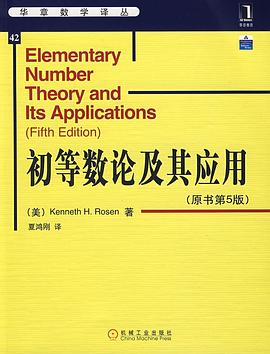 华章数学译丛
42
Elementary
Number
Theory and
Its Applications
(Fifth Edition)
初等数论及其应用
(原书第5版)
(美) Kenneth H. Rosen 著
夏鸿刚 译
机械工业出版社
China Machine Press